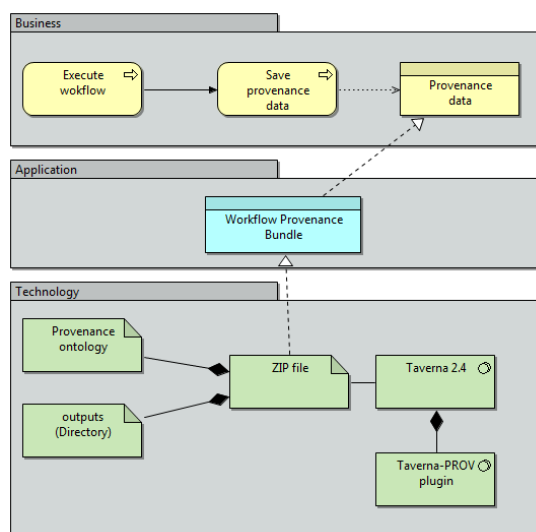 Business
Execute
wokflow
Save
provenance
data
Provenance
data
Application
Workflow Provenance
Bundle
Technology
Provenance
ontology
ZIP file
Taverna 2.4
outputs
(Directory)
Taverna-PROV
plugin